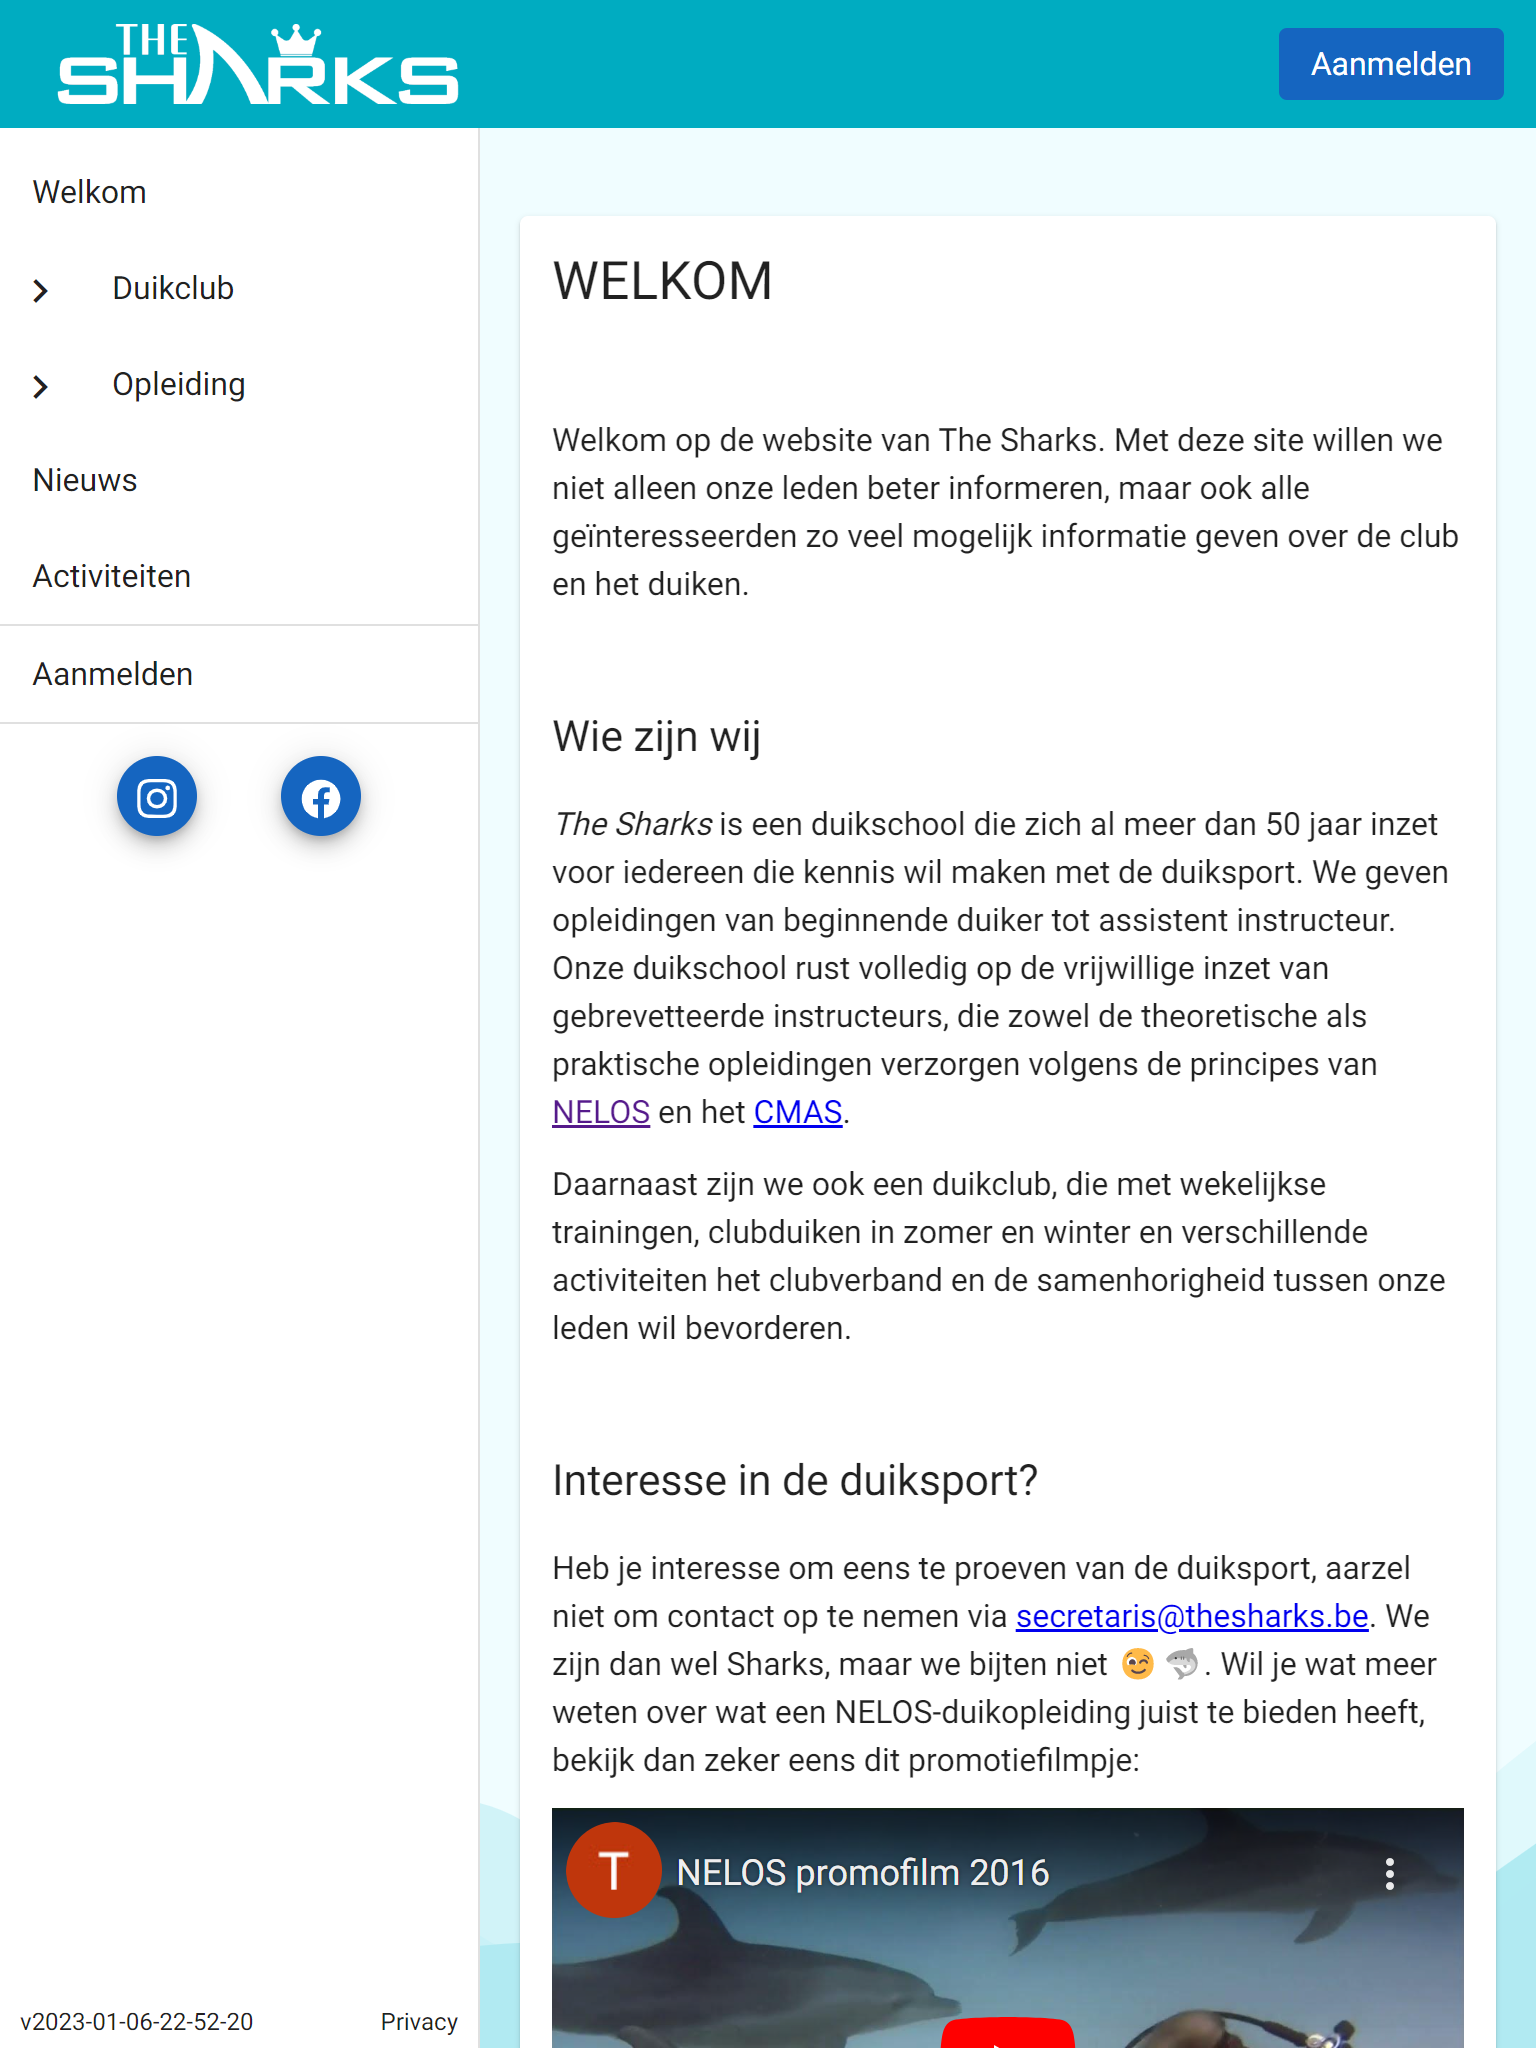 THE
SHARKS
Aanmelden
Welkom
Duikclub
Opleiding
Nieuws
Activiteiten
Aanmelden
v2023-01-06-22-52-20
Privacy
WELKOM
Welkom op de website van The Sharks. Met deze site willen we
niet alleen onze leden beter informeren, maar ook alle
geïnteresseerden zo veel mogelijk informatie geven over de club
en het duiken.
Wie zijn wij
The Sharks is een duikschool die zich al meer dan 50 jaar inzet
voor iedereen die kennis wil maken met de duiksport. We geven
opleidingen van beginnende duiker tot assistent instructeur.
Onze duikschool rust volledig op de vrijwillige inzet van
gebrevetteerde instructeurs, die zowel de theoretische als
praktische opleidingen verzorgen volgens de principes van
NELOS en het CMAS.
Daarnaast zijn we ook een duikclub, die met wekelijkse
trainingen, clubduiken in zomer en winter en verschillende
activiteiten het clubverband en de samenhorigheid tussen onze
leden wil bevorderen.
Interesse in de duiksport?
Heb je interesse om eens te proeven van de duiksport, aarzel
niet om contact op te nemen via secretaris@thesharks.be. We
zijn dan wel Sharks, maar we bijten niet 😉 🦈. Wil je wat meer
weten over wat een NELOS-duikopleiding juist te bieden heeft,
bekijk dan zeker eens dit promotiefilmpje:
T NELOS promofilm 2016